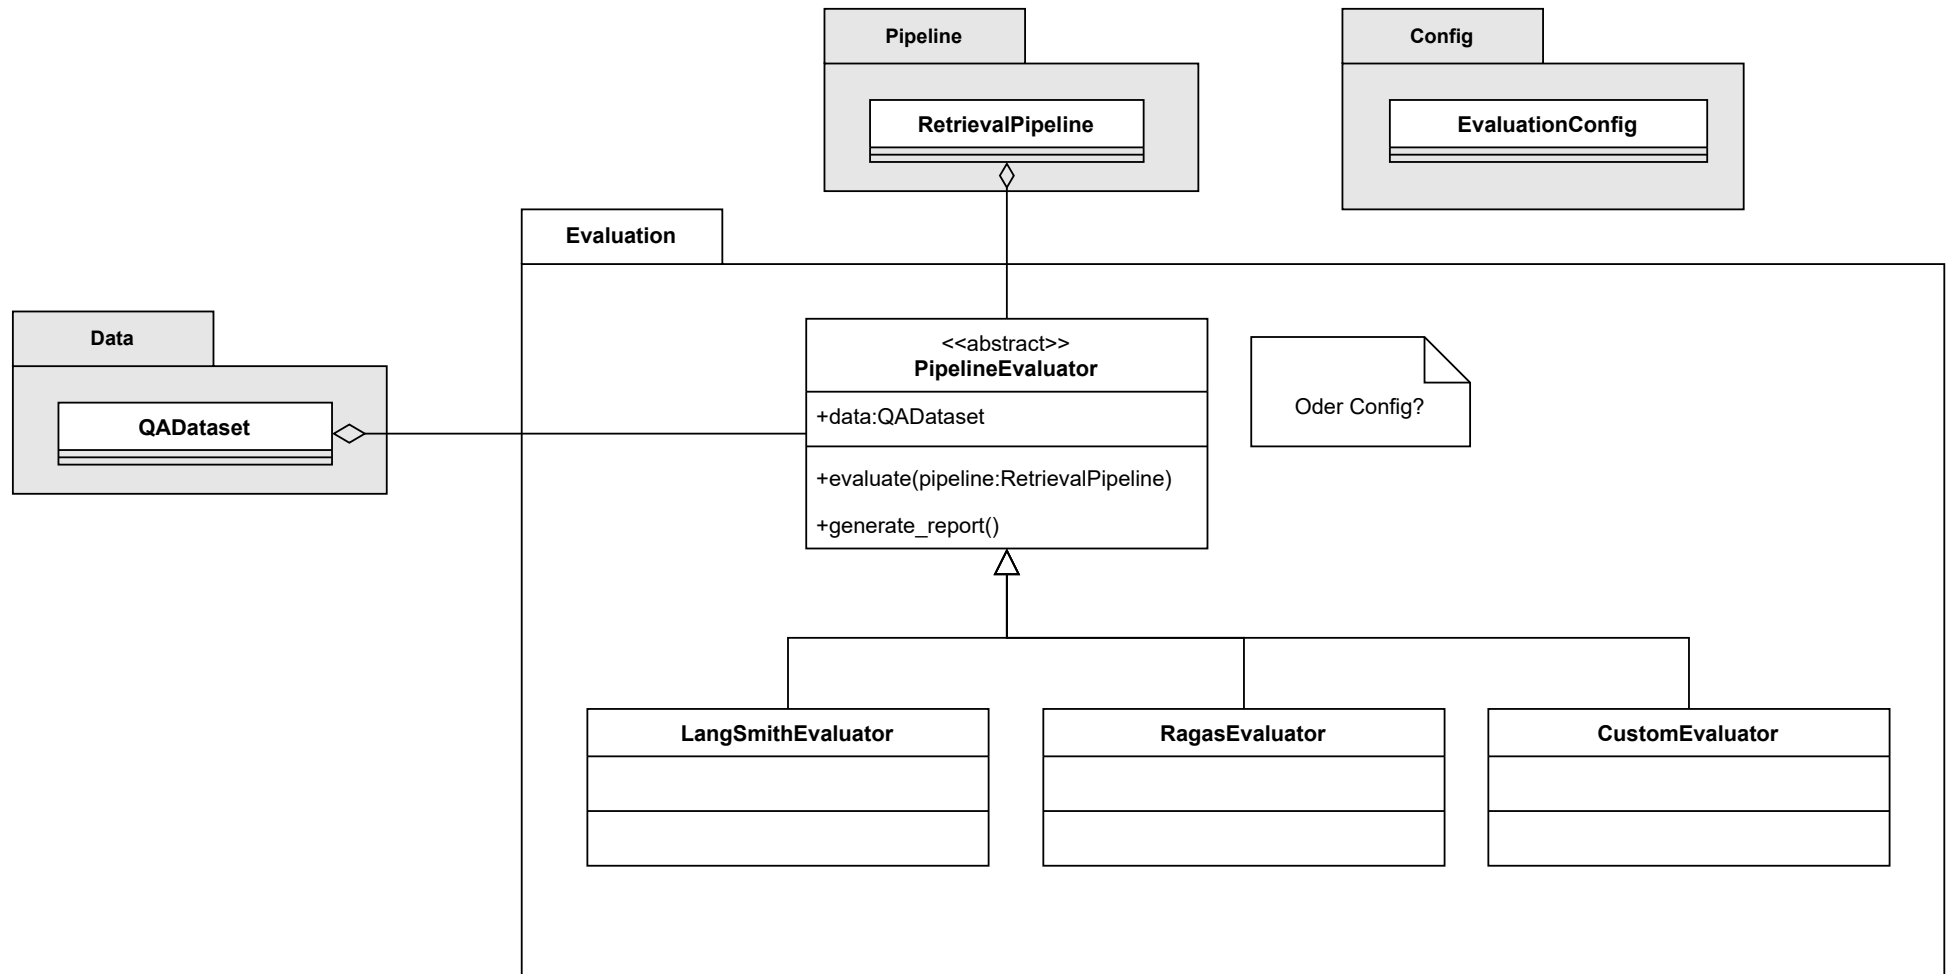 Pipeline
Config
RetrievalPipeline
EvaluationConfig
Evaluation
Data
QADataset
<<abstract>>
PipelineEvaluator
+data:QADataset
+evaluate(pipeline:RetrievalPipeline)
+generate_report()
Oder Config?
LangSmithEvaluator
RagasEvaluator
CustomEvaluator